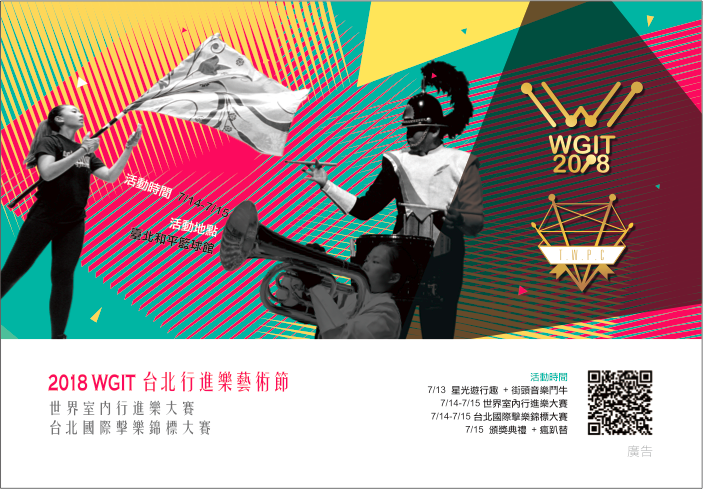 WGIT
2018
TWPC
活動時間 7/14-7/15
活動地點
臺北和平籃球館
2018 WGIT 台北行進樂藝術節
世界室內行進樂大賽
台北國際擊樂錦標大賽
活動時間
7/13 星光遊行趣 + 街頭音樂鬥牛
7/14-7/15 世界室內行進樂大賽
7/14-7/15 台北國際擊樂錦標大賽
7/15 頒獎典禮 + 瘋趴替
廣告